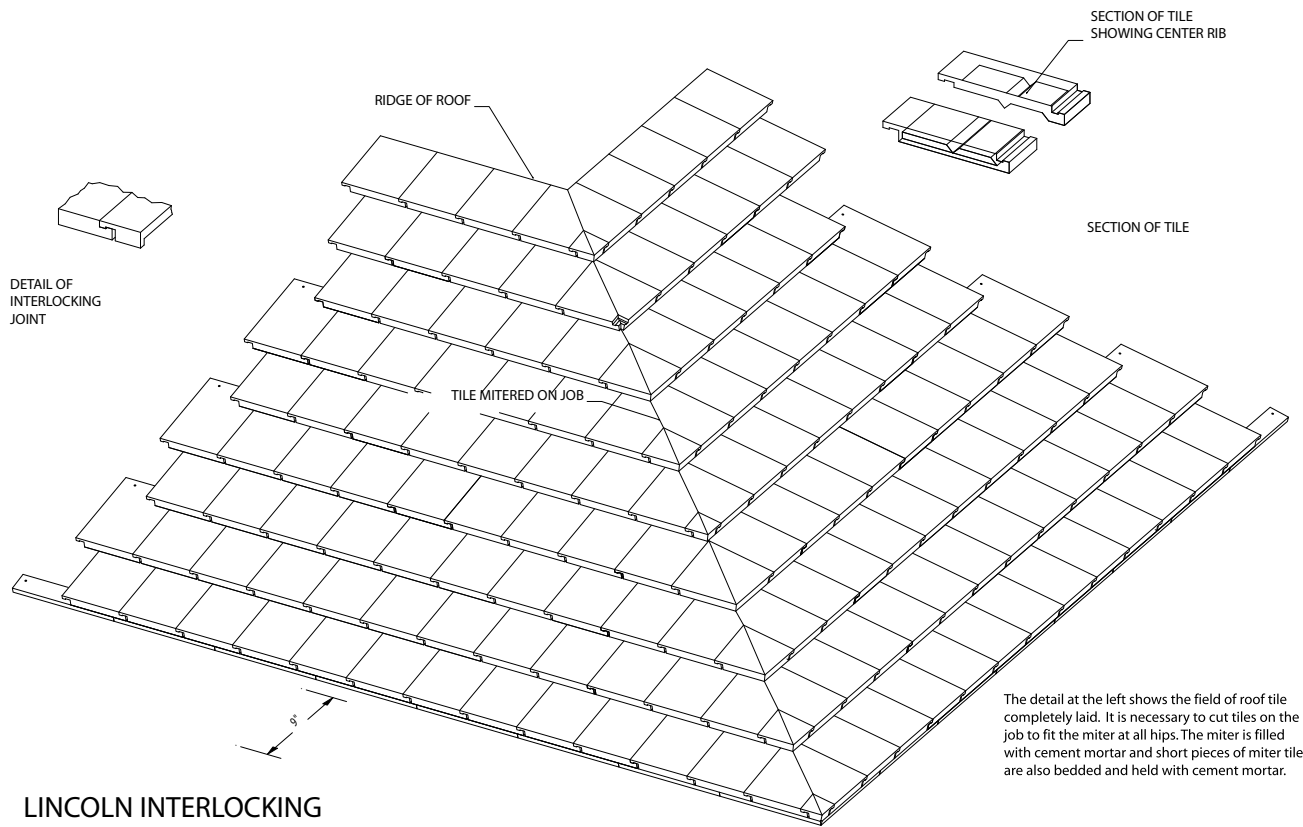 SECTION OF TILE
SHOWING CENTER RIB
RIDGE OF ROOF
SECTION OF TILE
DETAIL OF
INTERLOCKING
JOINT
TILE MITERED ON JOB
9"
The detail at the left shows the field of roof tile
completely laid. It is necessary to cut tiles on the
job to fit the miter at all hips. The miter is filled
with cement mortar and short pieces of miter tile
are also bedded and held with cement mortar.
LINCOLN INTERLOCKING